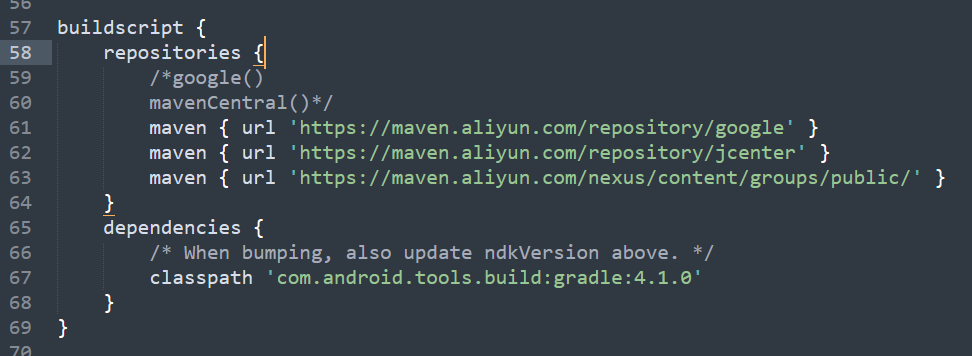 56
57 buildscript {
58     repositories {
59         /*google()
60         mavenCentral()*/
61         maven { url 'https://maven.aliyun.com/repository/google' }
62         maven { url 'https://maven.aliyun.com/repository/jcenter' }
63         maven { url 'https://maven.aliyun.com/nexus/content/groups/public/' }
64     }
65     dependencies {
66         /* When bumping, also update ndkVersion above. */
67         classpath 'com.android.tools.build:gradle:4.1.0'
68     }
69 }
70